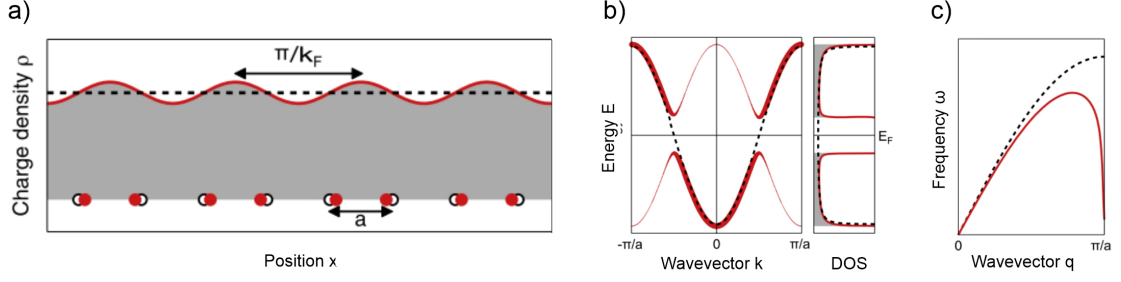 a)
Charge density ρ
π/k_F
a
Position x
b)
Energy E
E_F
-π/a
0
π/a
Wavevector k
DOS
c)
Frequency ω
0
π/a
Wavevector q